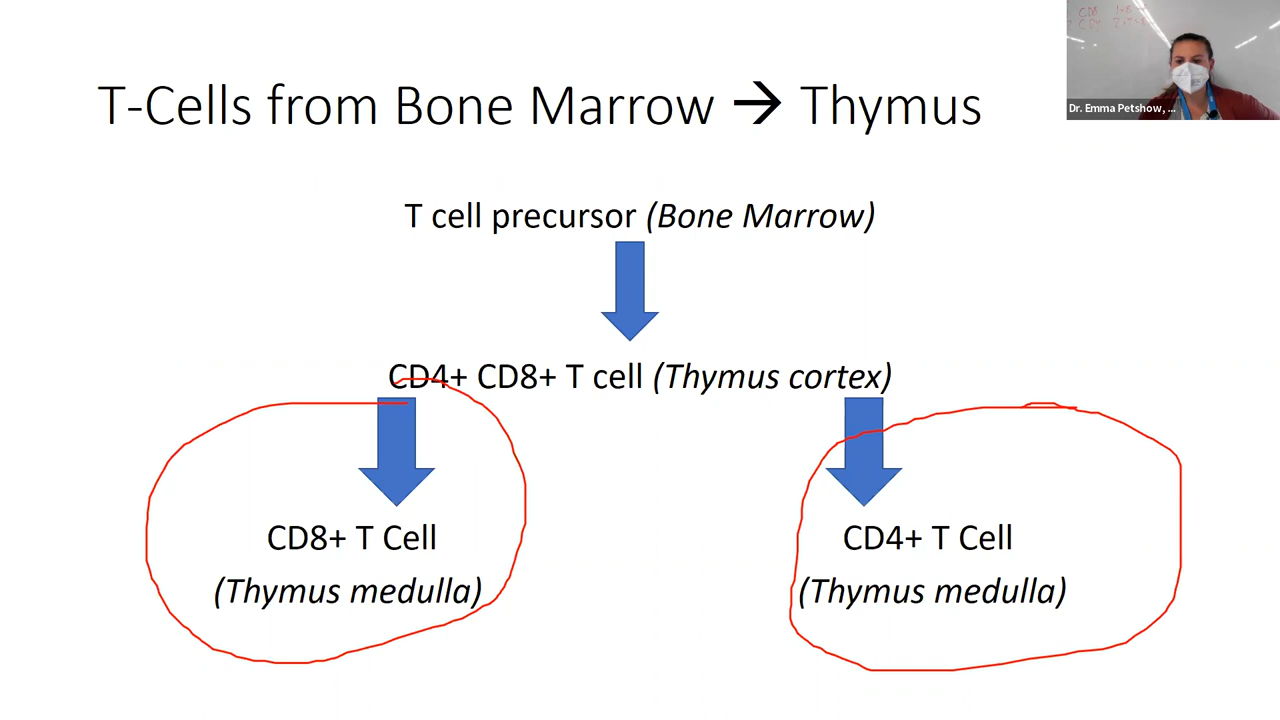 T-Cells from Bone Marrow → Thymus
Dr. Emma Petshow, ...
T cell precursor (Bone Marrow)
CD4+ CD8+ T cell (Thymus cortex)
CD8+ T Cell
(Thymus medulla)
CD4+ T Cell
(Thymus medulla)
CD8